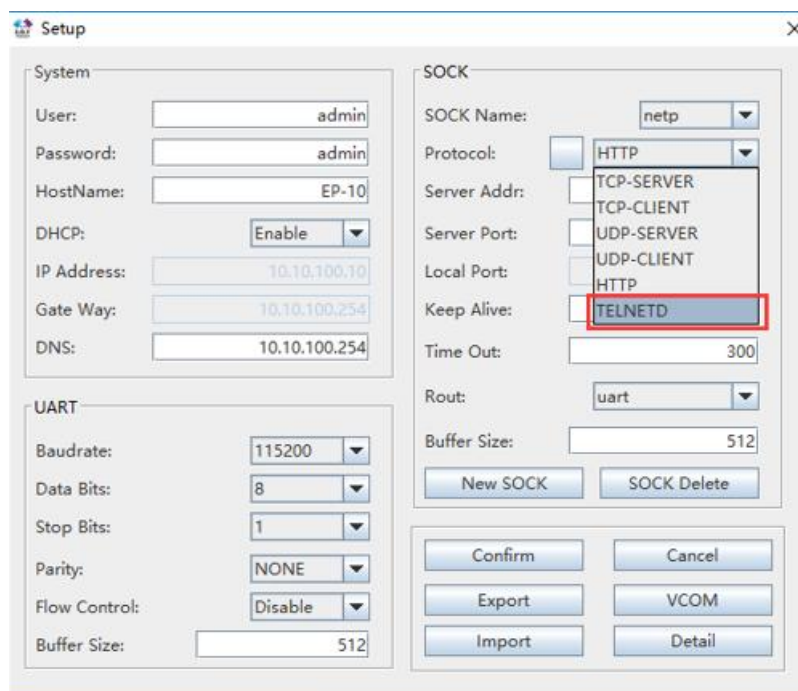 Setup
System
User: admin
Password: admin
HostName: EP-10
DHCP: Enable
IP Address: 10.10.100.10
Gate Way: 10.10.100.254
DNS: 10.10.100.254
UART
Baudrate: 115200
Data Bits: 8
Stop Bits: 1
Parity: NONE
Flow Control: Disable
Buffer Size: 512
SOCK
SOCK Name: netp
Protocol: HTTP
TCP-SERVER
TCP-CLIENT
UDP-SERVER
UDP-CLIENT
HTTP
TELNETD
Server Addr:
Server Port:
Local Port:
Keep Alive:
Time Out: 300
Rout: uart
Buffer Size: 512
New SOCK SOCK Delete
Confirm Cancel
Export VCOM
Import Detail